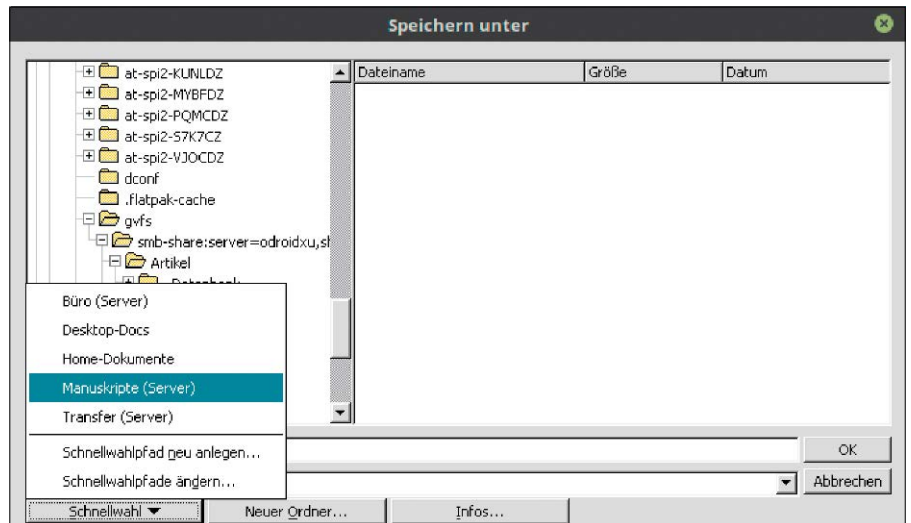 Speichern unter
at-spi2-KUNLDZ
at-spi2-MYBFDZ
at-spi2-PQMCDZ
at-spi2-S7K7CZ
at-spi2-VJOCDZ
dconf
.flatpak-cache
gvfs
smb-share:server=odroidxu,sh
Artikel
Dateiname Größe Datum
Büro (Server)
Desktop-Docs
Home-Dokumente
Manuskripte (Server)
Transfer (Server)
Schnellwahlpfad neu anlegen...
Schnellwahlpfade ändern...
OK
Abbrechen
Schnellwahl Neuer Ordner... Infos...